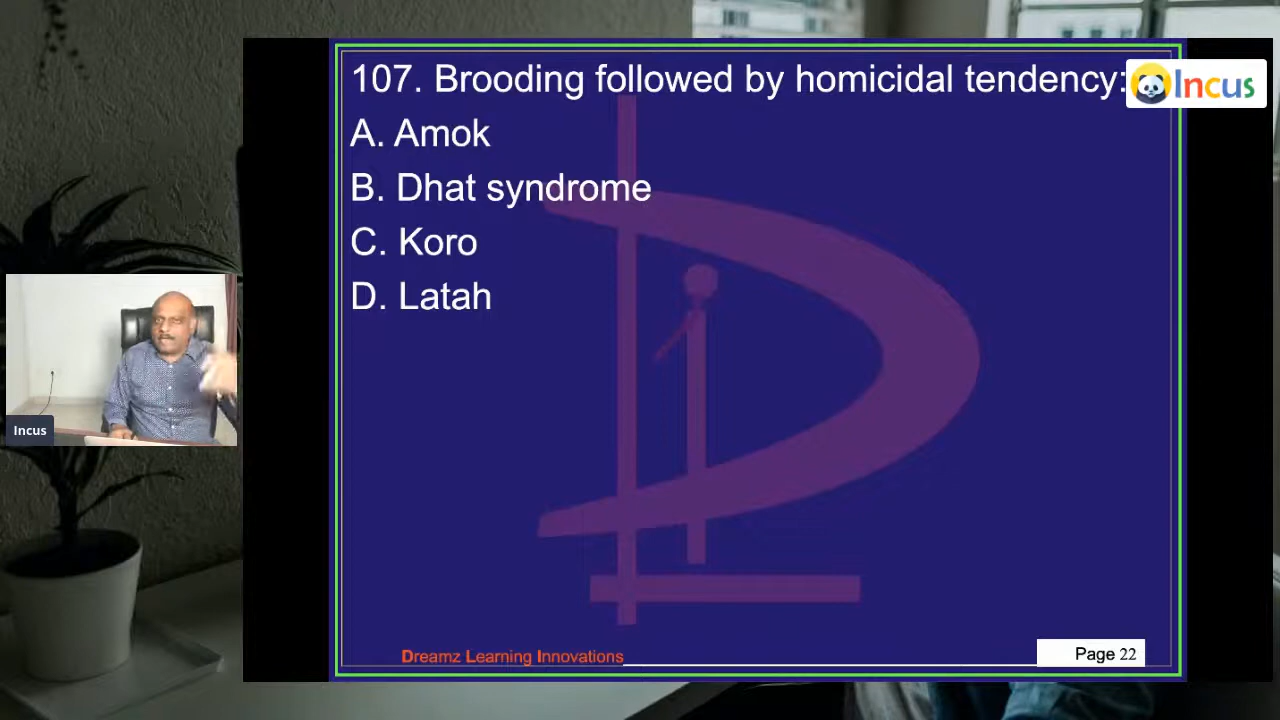 107. Brooding followed by homicidal tendency:
Incus
A. Amok
B. Dhat syndrome
C. Koro
D. Latah
Incus
Dreamz Learning Innovations
Page 22